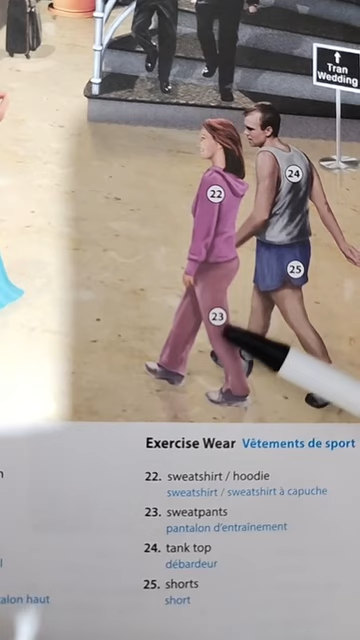 Tran
Wedding
22
24
25
23
Exercise Wear Vêtements de sport
22. sweatshirt / hoodie
sweatshirt / sweatshirt à capuche
23. sweatpants
pantalon d'entraînement
24. tank top
débardeur
25. shorts
short
alon haut